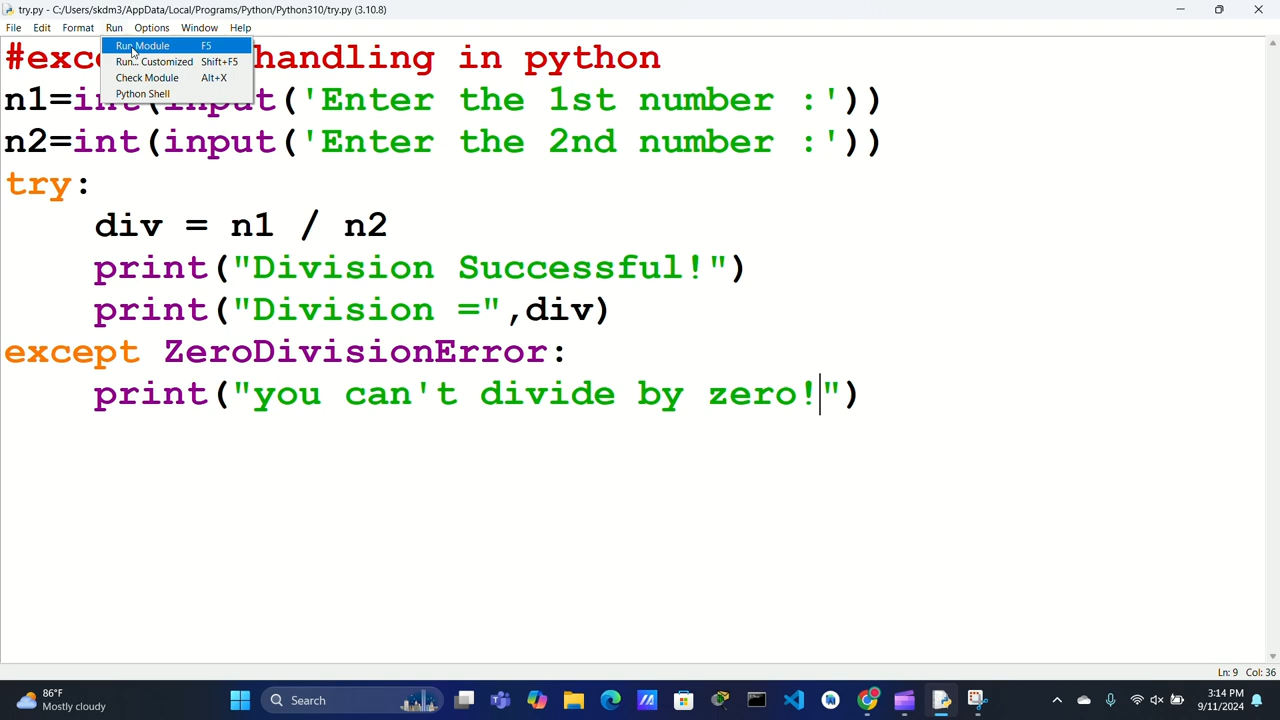 try.py - C:/Users/skdm3/AppData/Local/Programs/Python/Python310/try.py (3.10.8)
File Edit Format Run Options Window Help
Run Module F5
Run... Customized Shift+F5
Check Module Alt+X
Python Shell
#exce handling in python
n1=int(input('Enter the 1st number :'))
n2=int(input('Enter the 2nd number :'))
try:
    div = n1 / n2
    print("Division Successful!")
    print("Division =",div)
except ZeroDivisionError:
    print("you can't divide by zero!")
Ln: 9 Col: 36
86°F
Mostly cloudy
Search
3:14 PM
9/11/2024